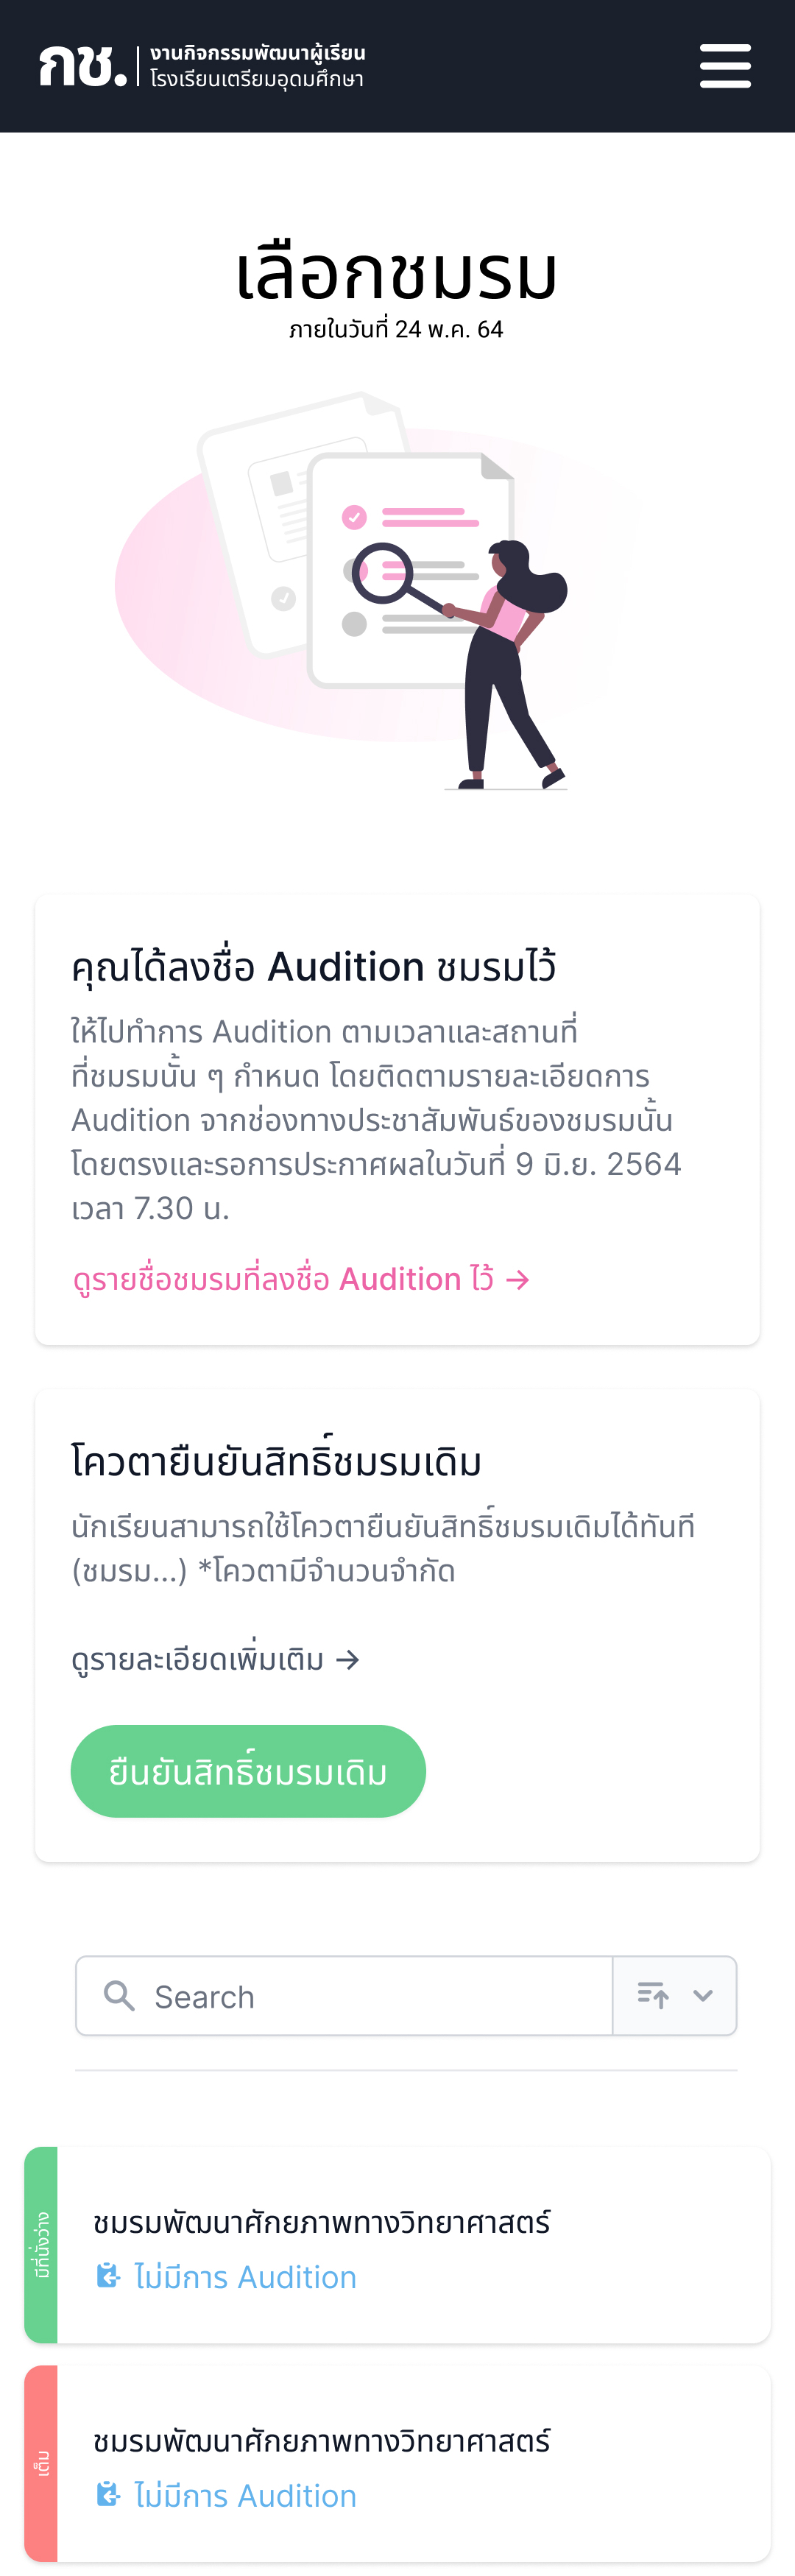 กช.
งานกิจกรรมพัฒนาผู้เรียน
โรงเรียนเตรียมอุดมศึกษา
เลือกชมรม
ภายในวันที่ 24 พ.ค. 64
คุณได้ลงชื่อ Audition ชมรมไว้
ให้ไปทำการ Audition ตามเวลาและสถานที่
ที่ชมรมนั้น ๆ กำหนด โดยติดตามรายละเอียดการ
Audition จากช่องทางประชาสัมพันธ์ของชมรมนั้น
โดยตรงและรอการประกาศผลในวันที่ 9 มิ.ย. 2564
เวลา 7.30 น.
ดูรายชื่อชมรมที่ลงชื่อ Audition ไว้ →
โควตายืนยันสิทธิ์ชมรมเดิม
นักเรียนสามารถใช้โควตายืนยันสิทธิ์ชมรมเดิมได้ทันที
(ชมรม...) *โควตามีจำนวนจำกัด
ดูรายละเอียดเพิ่มเติม →
ยืนยันสิทธิ์ชมรมเดิม
Search
มีที่นั่งว่าง
ชมรมพัฒนาศักยภาพทางวิทยาศาสตร์
ไม่มีการ Audition
เต็ม
ชมรมพัฒนาศักยภาพทางวิทยาศาสตร์
ไม่มีการ Audition